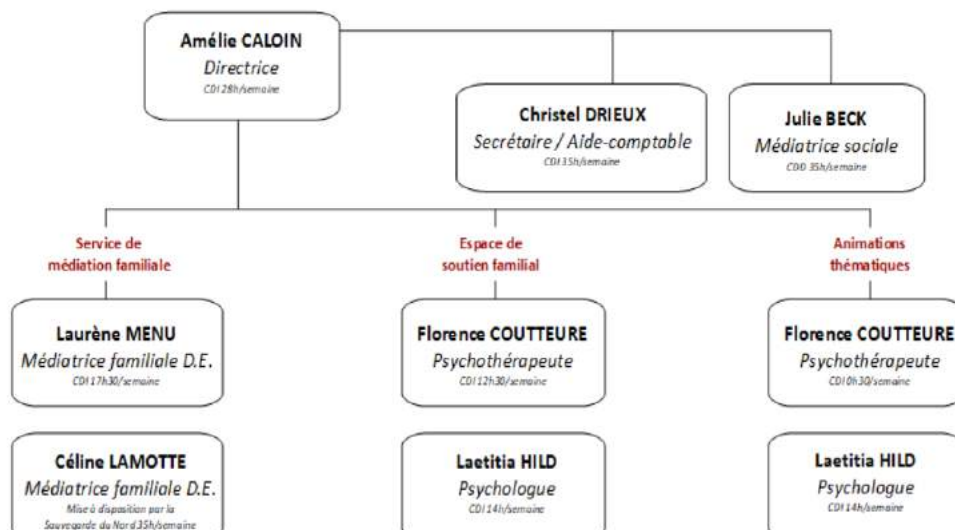 Amélie CALOIN
Directrice
CDI 28h/semaine
Christel DRIEUX
Secrétaire / Aide-comptable
CDI 35h/semaine
Julie BECK
Médiatrice sociale
CDD 35h/semaine
Service de
médiation familiale
Espace de
soutien familial
Animations
thématiques
Laurène MENU
Médiatrice familiale D.E.
CDI 17h30/semaine
Florence COUTTEURE
Psychothérapeute
CDI 12h30/semaine
Florence COUTTEURE
Psychothérapeute
CDI 0h30/semaine
Céline LAMOTTE
Médiatrice familiale D.E.
Mise à disposition par la
Sauvegarde du Nord 35h/semaine
Laetitia HILD
Psychologue
CDI 14h/semaine
Laetitia HILD
Psychologue
CDI 14h/semaine